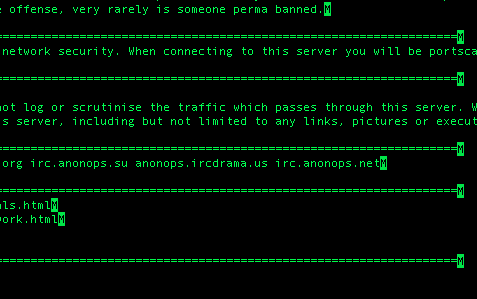 offense, very rarely is someone perma banned.M
═══════════════════════════════════════M
network security. When connecting to this server you will be portsca
═══════════════════════════════════════M
not log or scrutinise the traffic which passes through this server. W
s server, including but not limited to any links, pictures or execut
═══════════════════════════════════════M
org irc.anonops.su anonops.ircdrama.us irc.anonops.netM
═══════════════════════════════════════M
ls.htmlM
ork.htmlM
═══════════════════════════════════════M